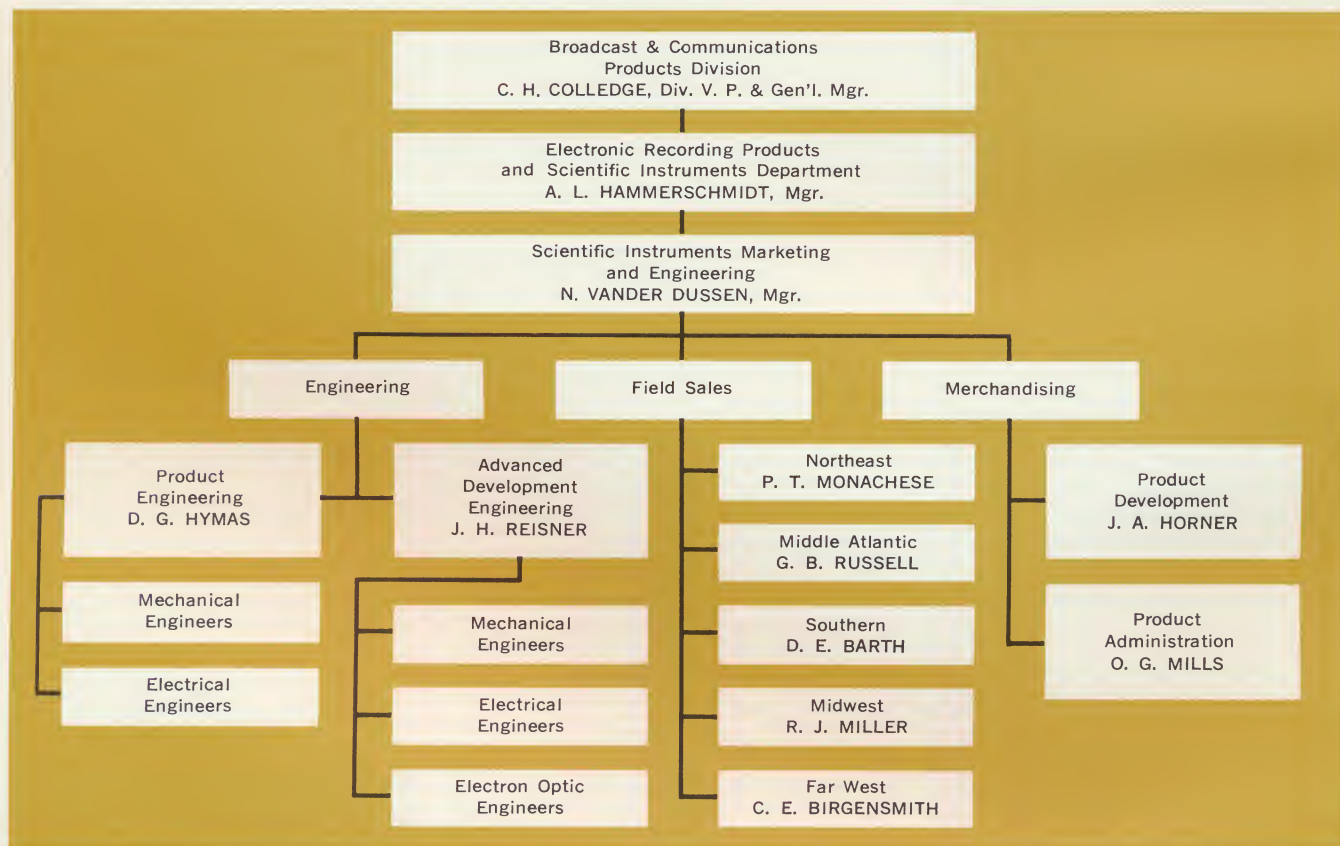 Broadcast & Communications
Products Division
C. H. COLLEDGE, Div. V. P. & Gen'l. Mgr.
Electronic Recording Products
and Scientific Instruments Department
A. L. HAMMERSCHMIDT, Mgr.
Scientific Instruments Marketing
and Engineering
N. VANDER DUSSEN, Mgr.
Engineering
Field Sales
Merchandising
Product
Engineering
D. G. HYMAS
Mechanical
Engineers
Electrical
Engineers
Advanced
Development
Engineering
J. H. REISNER
Mechanical
Engineers
Electrical
Engineers
Electron Optic
Engineers
Northeast
P. T. MONACHESE
Middle Atlantic
G. B. RUSSELL
Southern
D. E. BARTH
Midwest
R. J. MILLER
Far West
C. E. BIRGENSMITH
Product
Development
J. A. HORNER
Product
Administration
O. G. MILLS